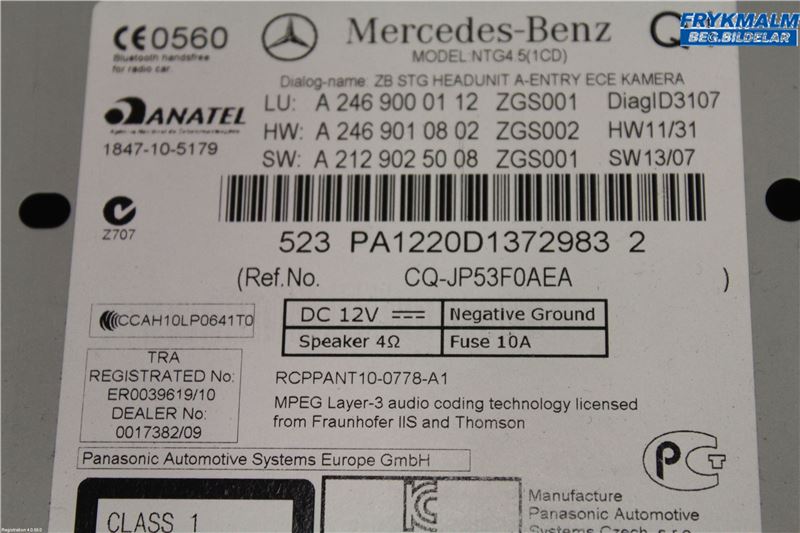 CE0560
Bluetooth handsfree
for radio car.
Mercedes-Benz
MODEL:NTG4.5(1CD)
FRYKMALM
BEG.BILDELAR
Dialog-name: ZB STG HEADUNIT A-ENTRY ECE KAMERA
ANATEL
1847-10-5179
LU: A 246 900 01 12 ZGS001 DiagID3107
HW: A 246 901 08 02 ZGS002 HW11/31
SW: A 212 902 50 08 ZGS001 SW13/07
Z707
523 PA1220D1372983 2
(Ref.No. CQ-JP53F0AEA )
CCAH10LP0641T0
DC 12V Negative Ground
Speaker 4Ω Fuse 10A
TRA
REGISTRATED No:
ER0039619/10
DEALER No:
0017382/09
RCPPANT10-0778-A1
MPEG Layer-3 audio coding technology licensed
from Fraunhofer IIS and Thomson
Panasonic Automotive Systems Europe GmbH
CLASS 1
Manufacture
Panasonic Automotive
Systems Czech, s.r.o.